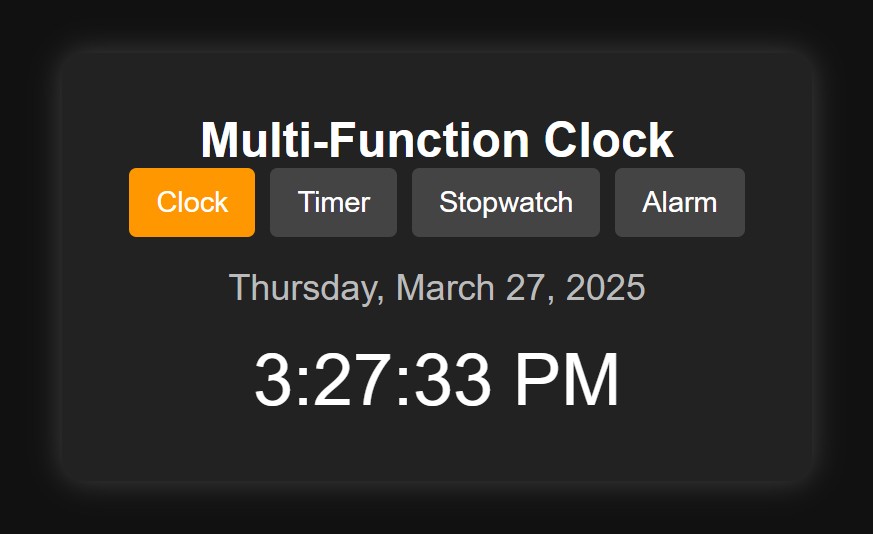 Multi-Function Clock
Clock Timer Stopwatch Alarm
Thursday, March 27, 2025
3:27:33 PM